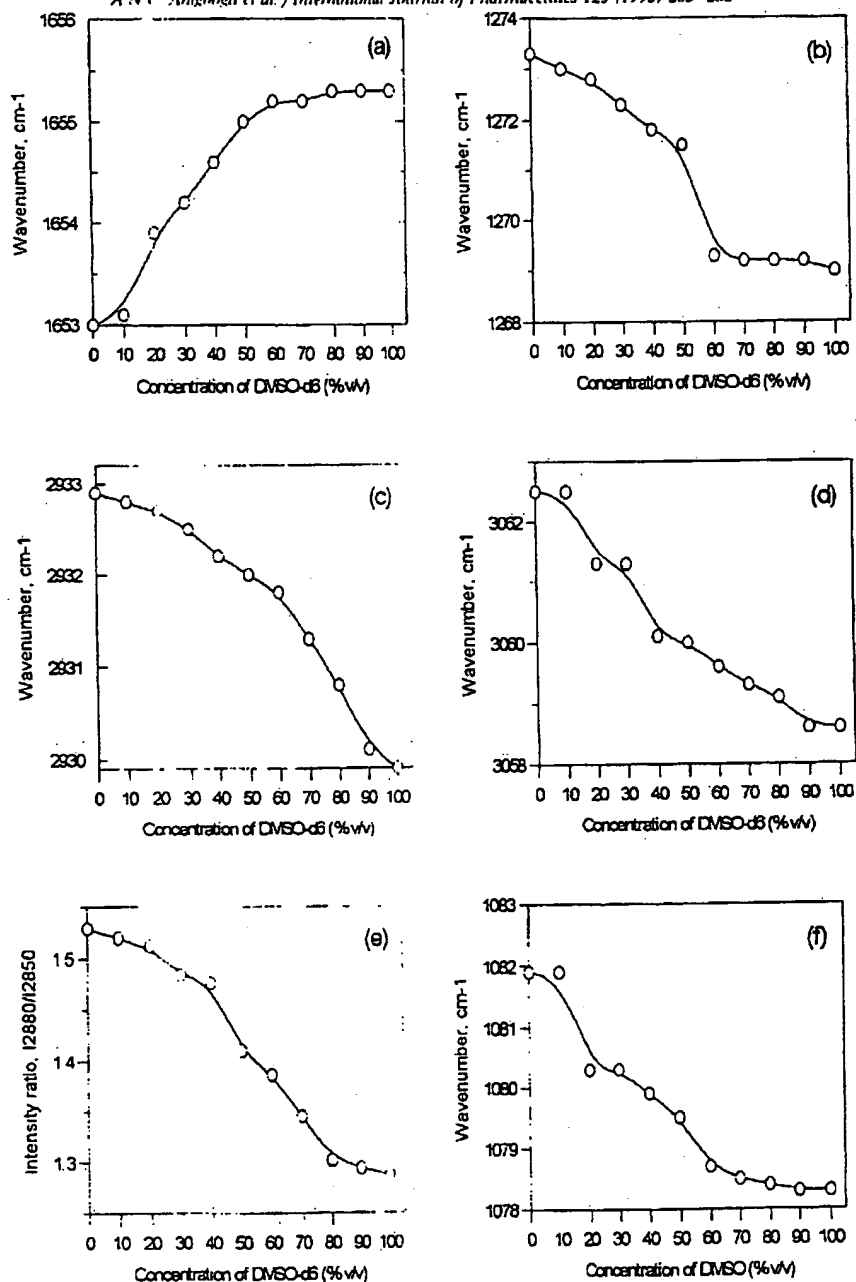 Anigbogu et al. / International Journal of Pharmaceutics
(a)
1656
1655
1654
1653
Wavenumber, cm-1
0 10 20 30 40 50 60 70 80 90 100
Concentration of DMSO-d6 (% v/v)
(b)
1274
1272
1270
1268
Wavenumber, cm-1
0 10 20 30 40 50 60 70 80 90 100
Concentration of DMSO-d6 (% v/v)
(c)
2933
2932
2931
2930
Wavenumber, cm-1
0 10 20 30 40 50 60 70 80 90 100
Concentration of DMSO-d6 (% v/v)
(d)
3062
3060
3058
Wavenumber, cm-1
0 10 20 30 40 50 60 70 80 90 100
Concentration of DMSO-d6 (% v/v)
(e)
1.5
1.4
1.3
Intensity ratio, I2880/I2850
0 10 20 30 40 50 60 70 80 90 100
Concentration of DMSO-d6 (% v/v)
(f)
1083
1082
1081
1080
1079
1078
Wavenumber, cm-1
0 10 20 30 40 50 60 70 80 90 100
Concentration of DMSO (% v/v)